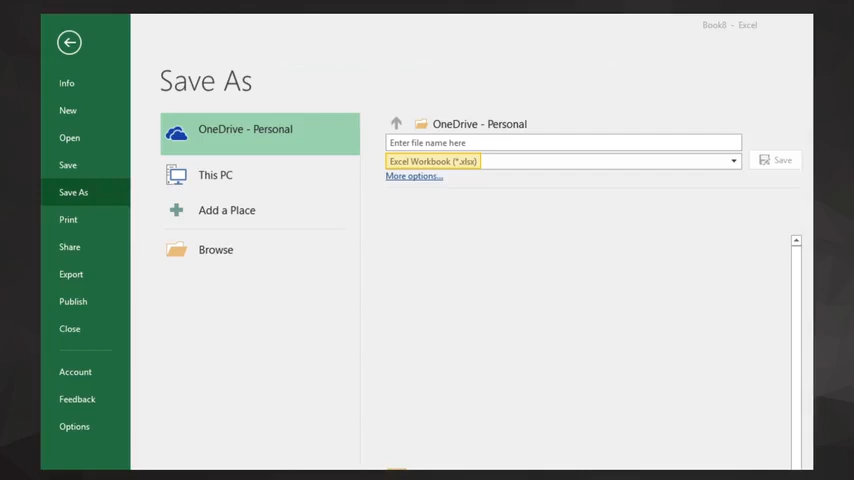 Book8 - Excel
Info
New
Open
Save
Save As
Print
Share
Export
Publish
Close
Account
Feedback
Options
Save As
OneDrive - Personal
This PC
Add a Place
Browse
OneDrive - Personal
Enter file name here
Excel Workbook (*.xlsx)
Save
More options...